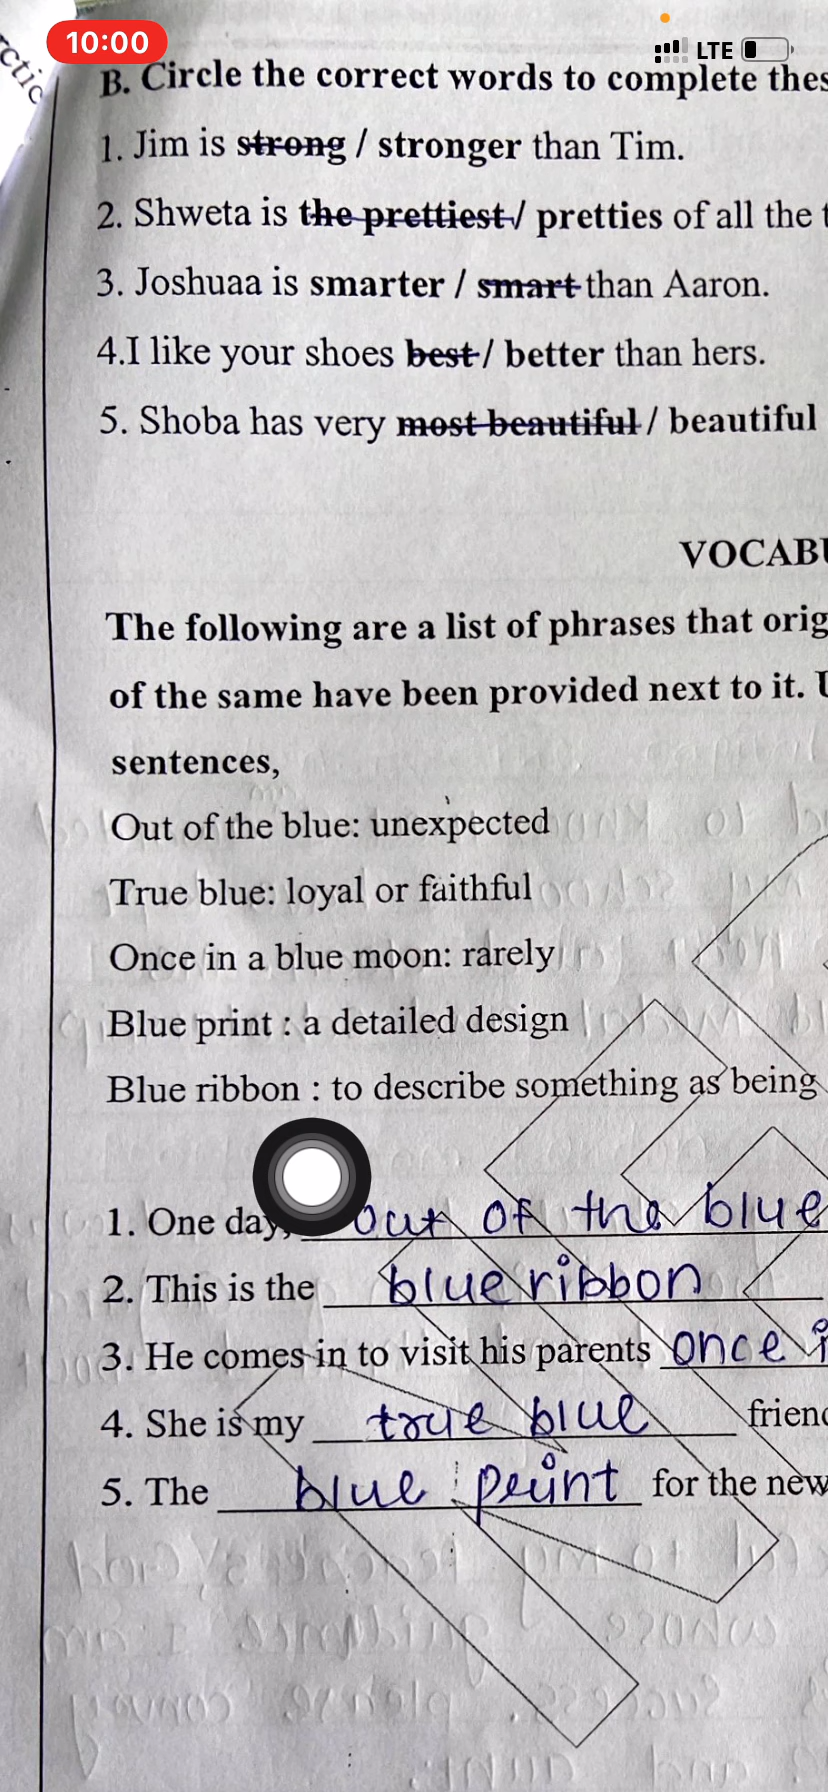 10:00
LTE
B. Circle the correct words to complete thes
1. Jim is strong / stronger than Tim.
2. Shweta is the prettiest / pretties of all the t
3. Joshuaa is smarter / smart than Aaron.
4.I like your shoes best / better than hers.
5. Shoba has very most beautiful / beautiful
VOCABU
The following are a list of phrases that orig
of the same have been provided next to it. U
sentences,
Out of the blue: unexpected
True blue: loyal or faithful
Once in a blue moon: rarely
Blue print : a detailed design
Blue ribbon : to describe something as being
1. One day, out of the blue
2. This is the blue ribbon
3. He comes in to visit his parents once i
4. She is my true blue friend
5. The blue print for the new